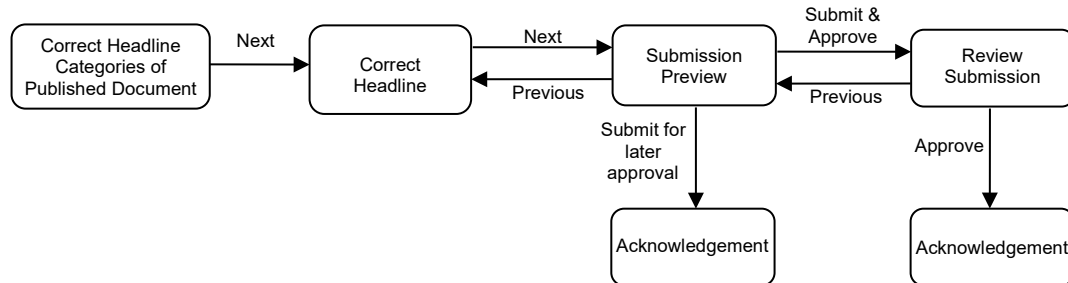 Correct Headline
Categories of
Published Document
Next
Correct
Headline
Next
Previous
Submission
Preview
Submit &
Approve
Previous
Review
Submission
Submit for
later
approval
Approve
Acknowledgement
Acknowledgement